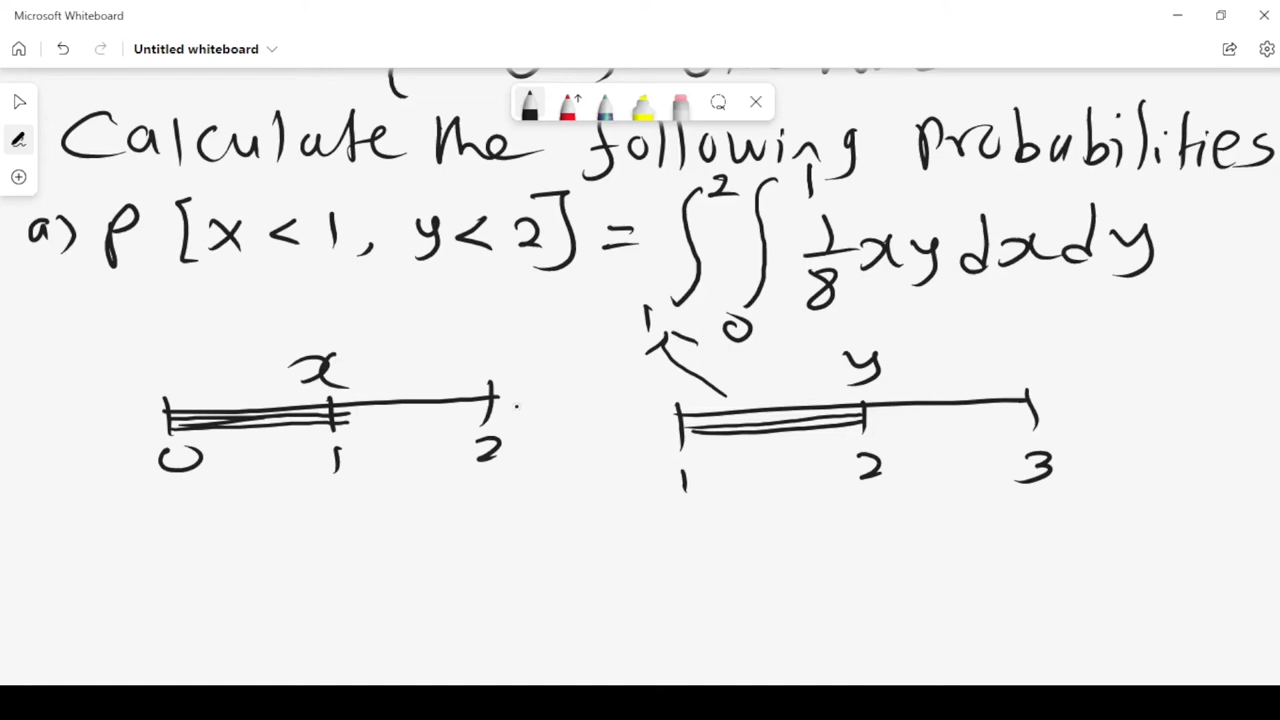 Microsoft Whiteboard
Untitled whiteboard
Calculate the following probabilities
a) P [x < 1, y < 2] = ∫₁² ∫₀¹ 1/8 xy dx dy
x y
0 1 2 1 2 3